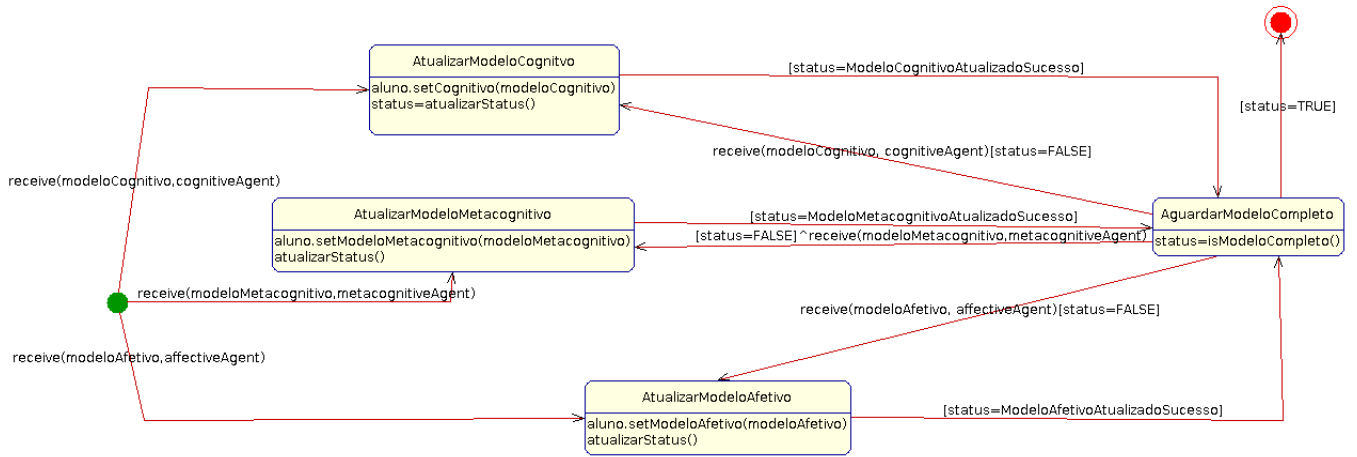 AtualizarModeloCognitvo
aluno.setCognitivo(modeloCognitivo)
status=atualizarStatus()
[status=ModeloCognitivoAtualizadoSucesso]
[status=TRUE]
receive(modeloCognitivo, cognitiveAgent)[status=FALSE]
receive(modeloCognitivo,cognitiveAgent)
AtualizarModeloMetacognitivo
aluno.setModeloMetacognitivo(modeloMetacognitivo)
atualizarStatus()
[status=ModeloMetacognitivoAtualizadoSucesso]
[status=FALSE]^receive(modeloMetacognitivo,metacognitiveAgent)
AguardarModeloCompleto
status=isModeloCompleto()
receive(modeloMetacognitivo,metacognitiveAgent)
receive(modeloAfetivo, affectiveAgent)[status=FALSE]
receive(modeloAfetivo,affectiveAgent)
AtualizarModeloAfetivo
aluno.setModeloAfetivo(modeloAfetivo)
atualizarStatus()
[status=ModeloAfetivoAtualizadoSucesso]